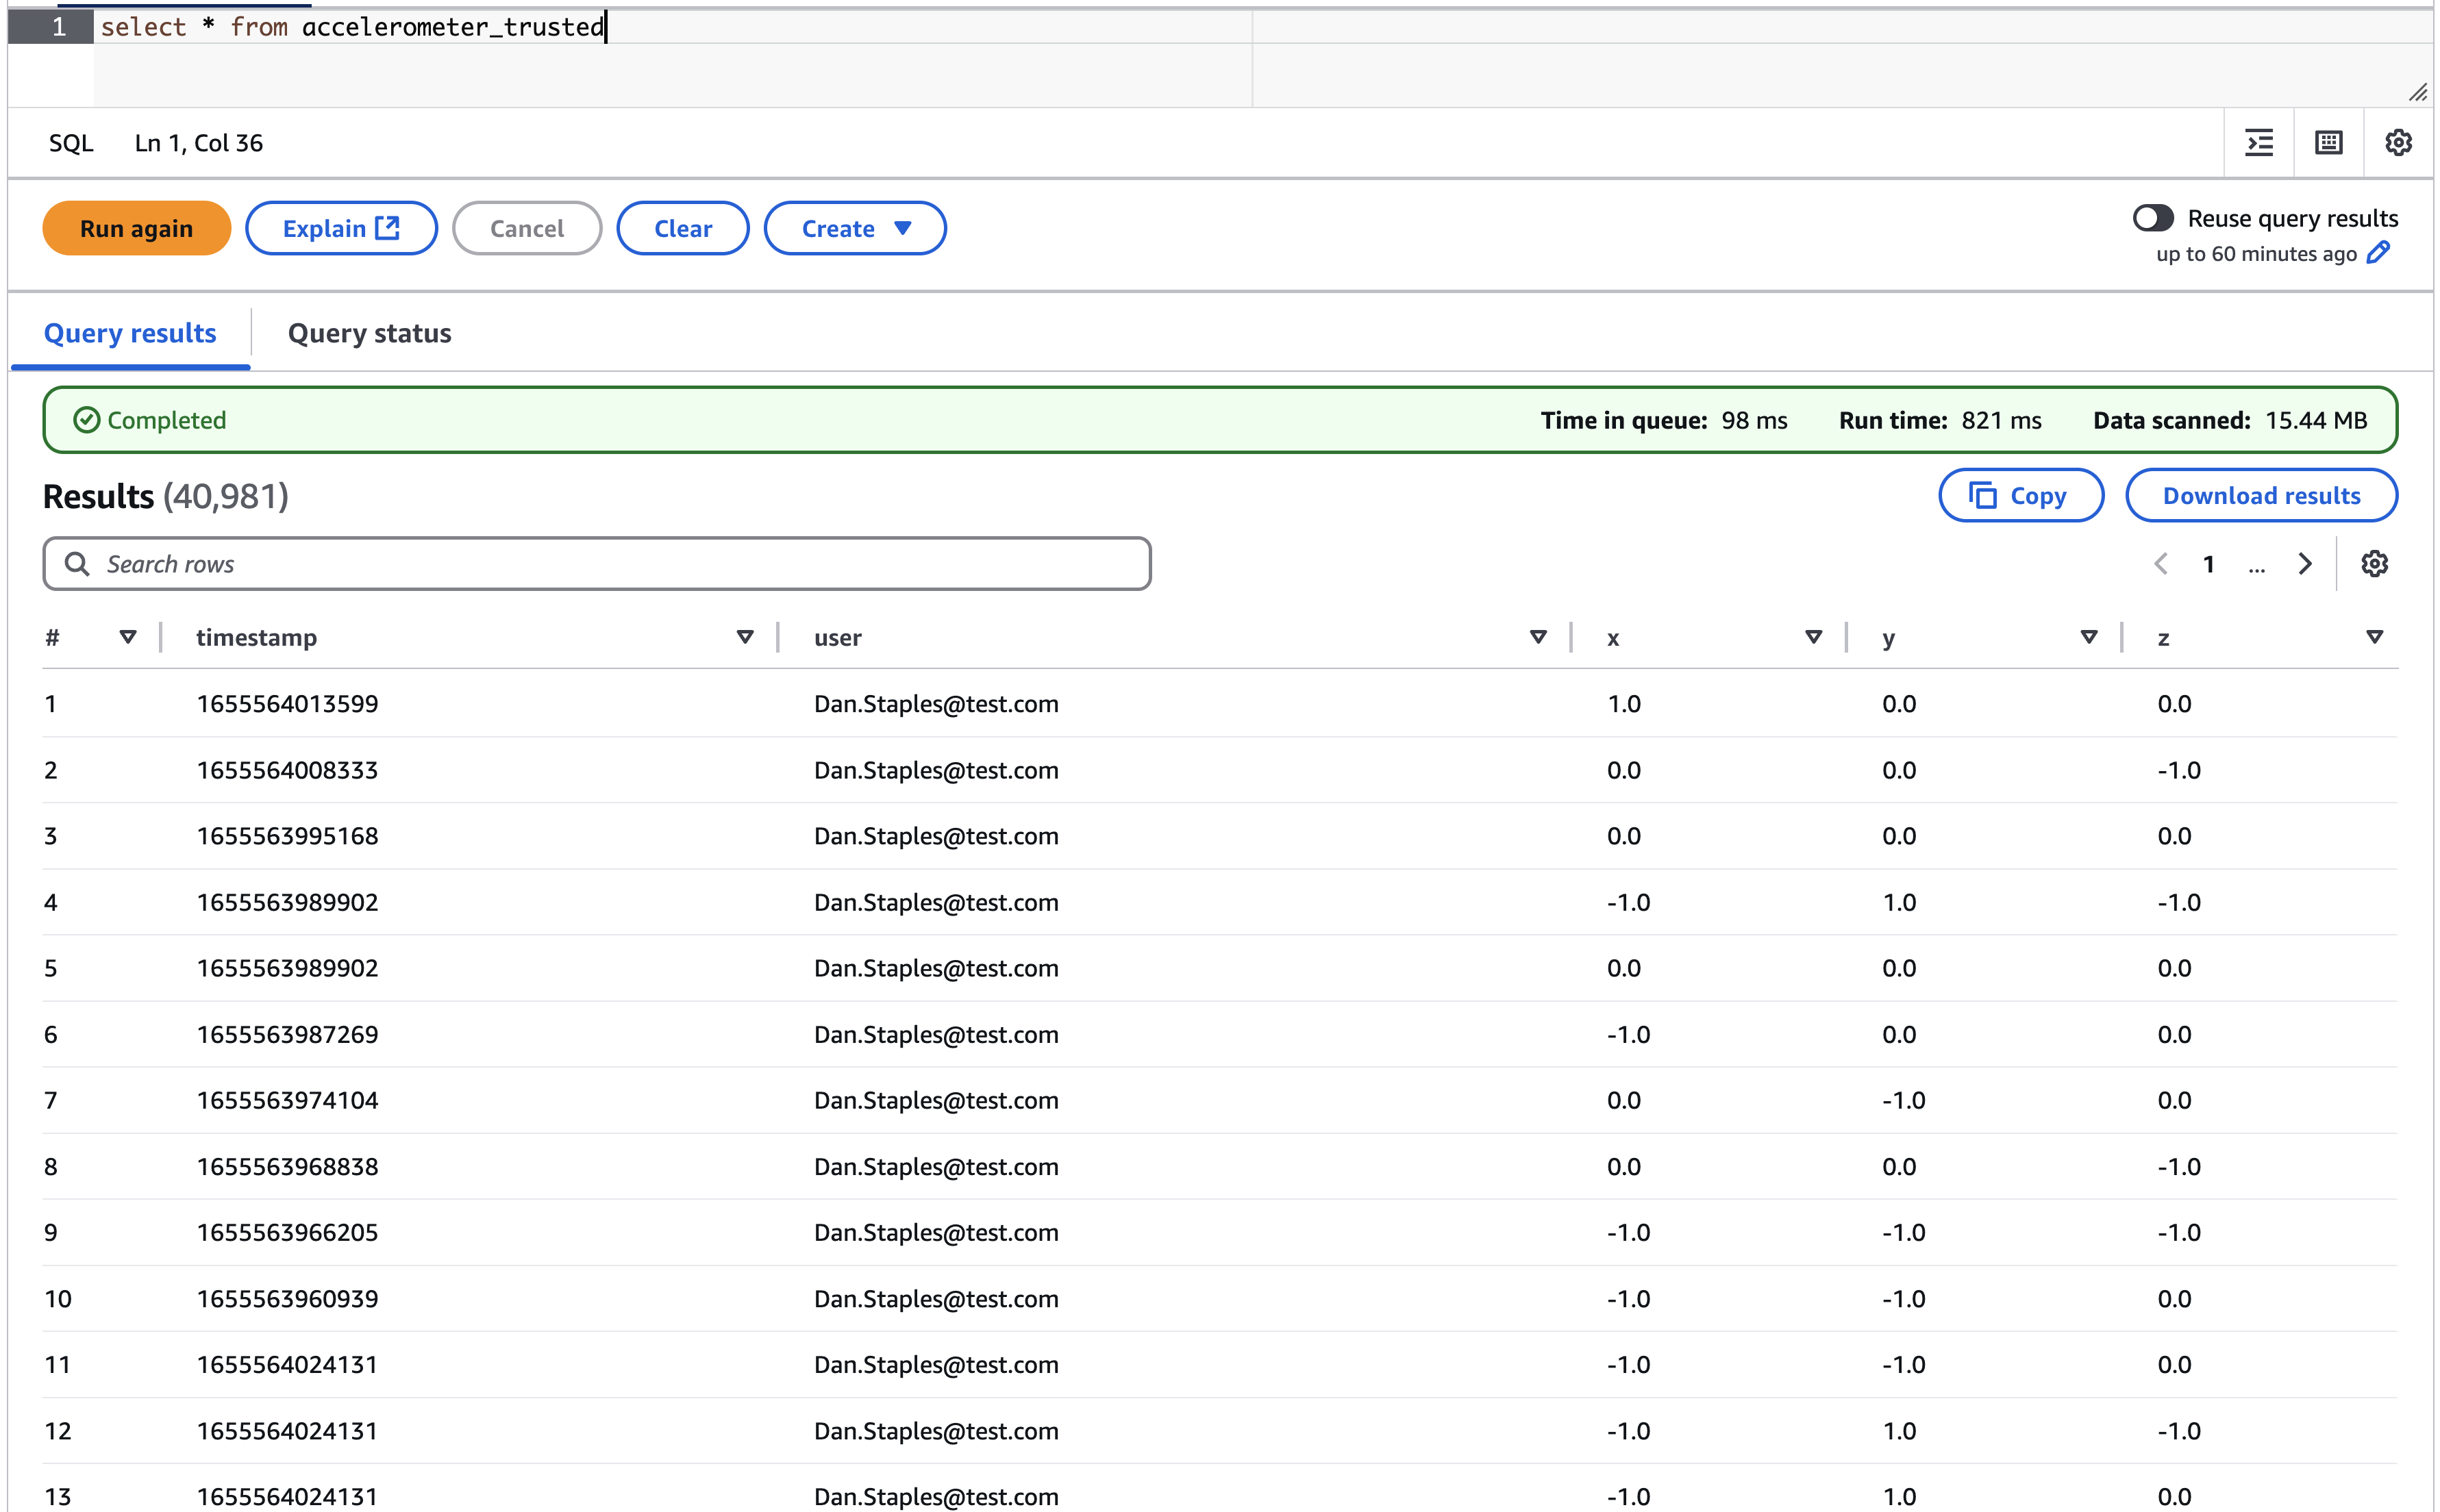 1 select * from accelerometer_trusted
SQL Ln 1, Col 36
Run again Explain Cancel Clear Create Reuse query results
up to 60 minutes ago
Query results Query status
Completed Time in queue: 98 ms Run time: 821 ms Data scanned: 15.44 MB
Results (40,981) Copy Download results
Search rows 1 ...
# timestamp user x y z
1 1655564013599 Dan.Staples@test.com 1.0 0.0 0.0
2 1655564008333 Dan.Staples@test.com 0.0 0.0 -1.0
3 1655563995168 Dan.Staples@test.com 0.0 0.0 0.0
4 1655563989902 Dan.Staples@test.com -1.0 1.0 -1.0
5 1655563989902 Dan.Staples@test.com 0.0 0.0 0.0
6 1655563987269 Dan.Staples@test.com -1.0 0.0 0.0
7 1655563974104 Dan.Staples@test.com 0.0 -1.0 0.0
8 1655563968838 Dan.Staples@test.com 0.0 0.0 -1.0
9 1655563966205 Dan.Staples@test.com -1.0 -1.0 -1.0
10 1655563960939 Dan.Staples@test.com -1.0 -1.0 0.0
11 1655564024131 Dan.Staples@test.com -1.0 -1.0 0.0
12 1655564024131 Dan.Staples@test.com -1.0 1.0 -1.0
13 1655564024131 Dan.Staples@test.com -1.0 1.0 0.0